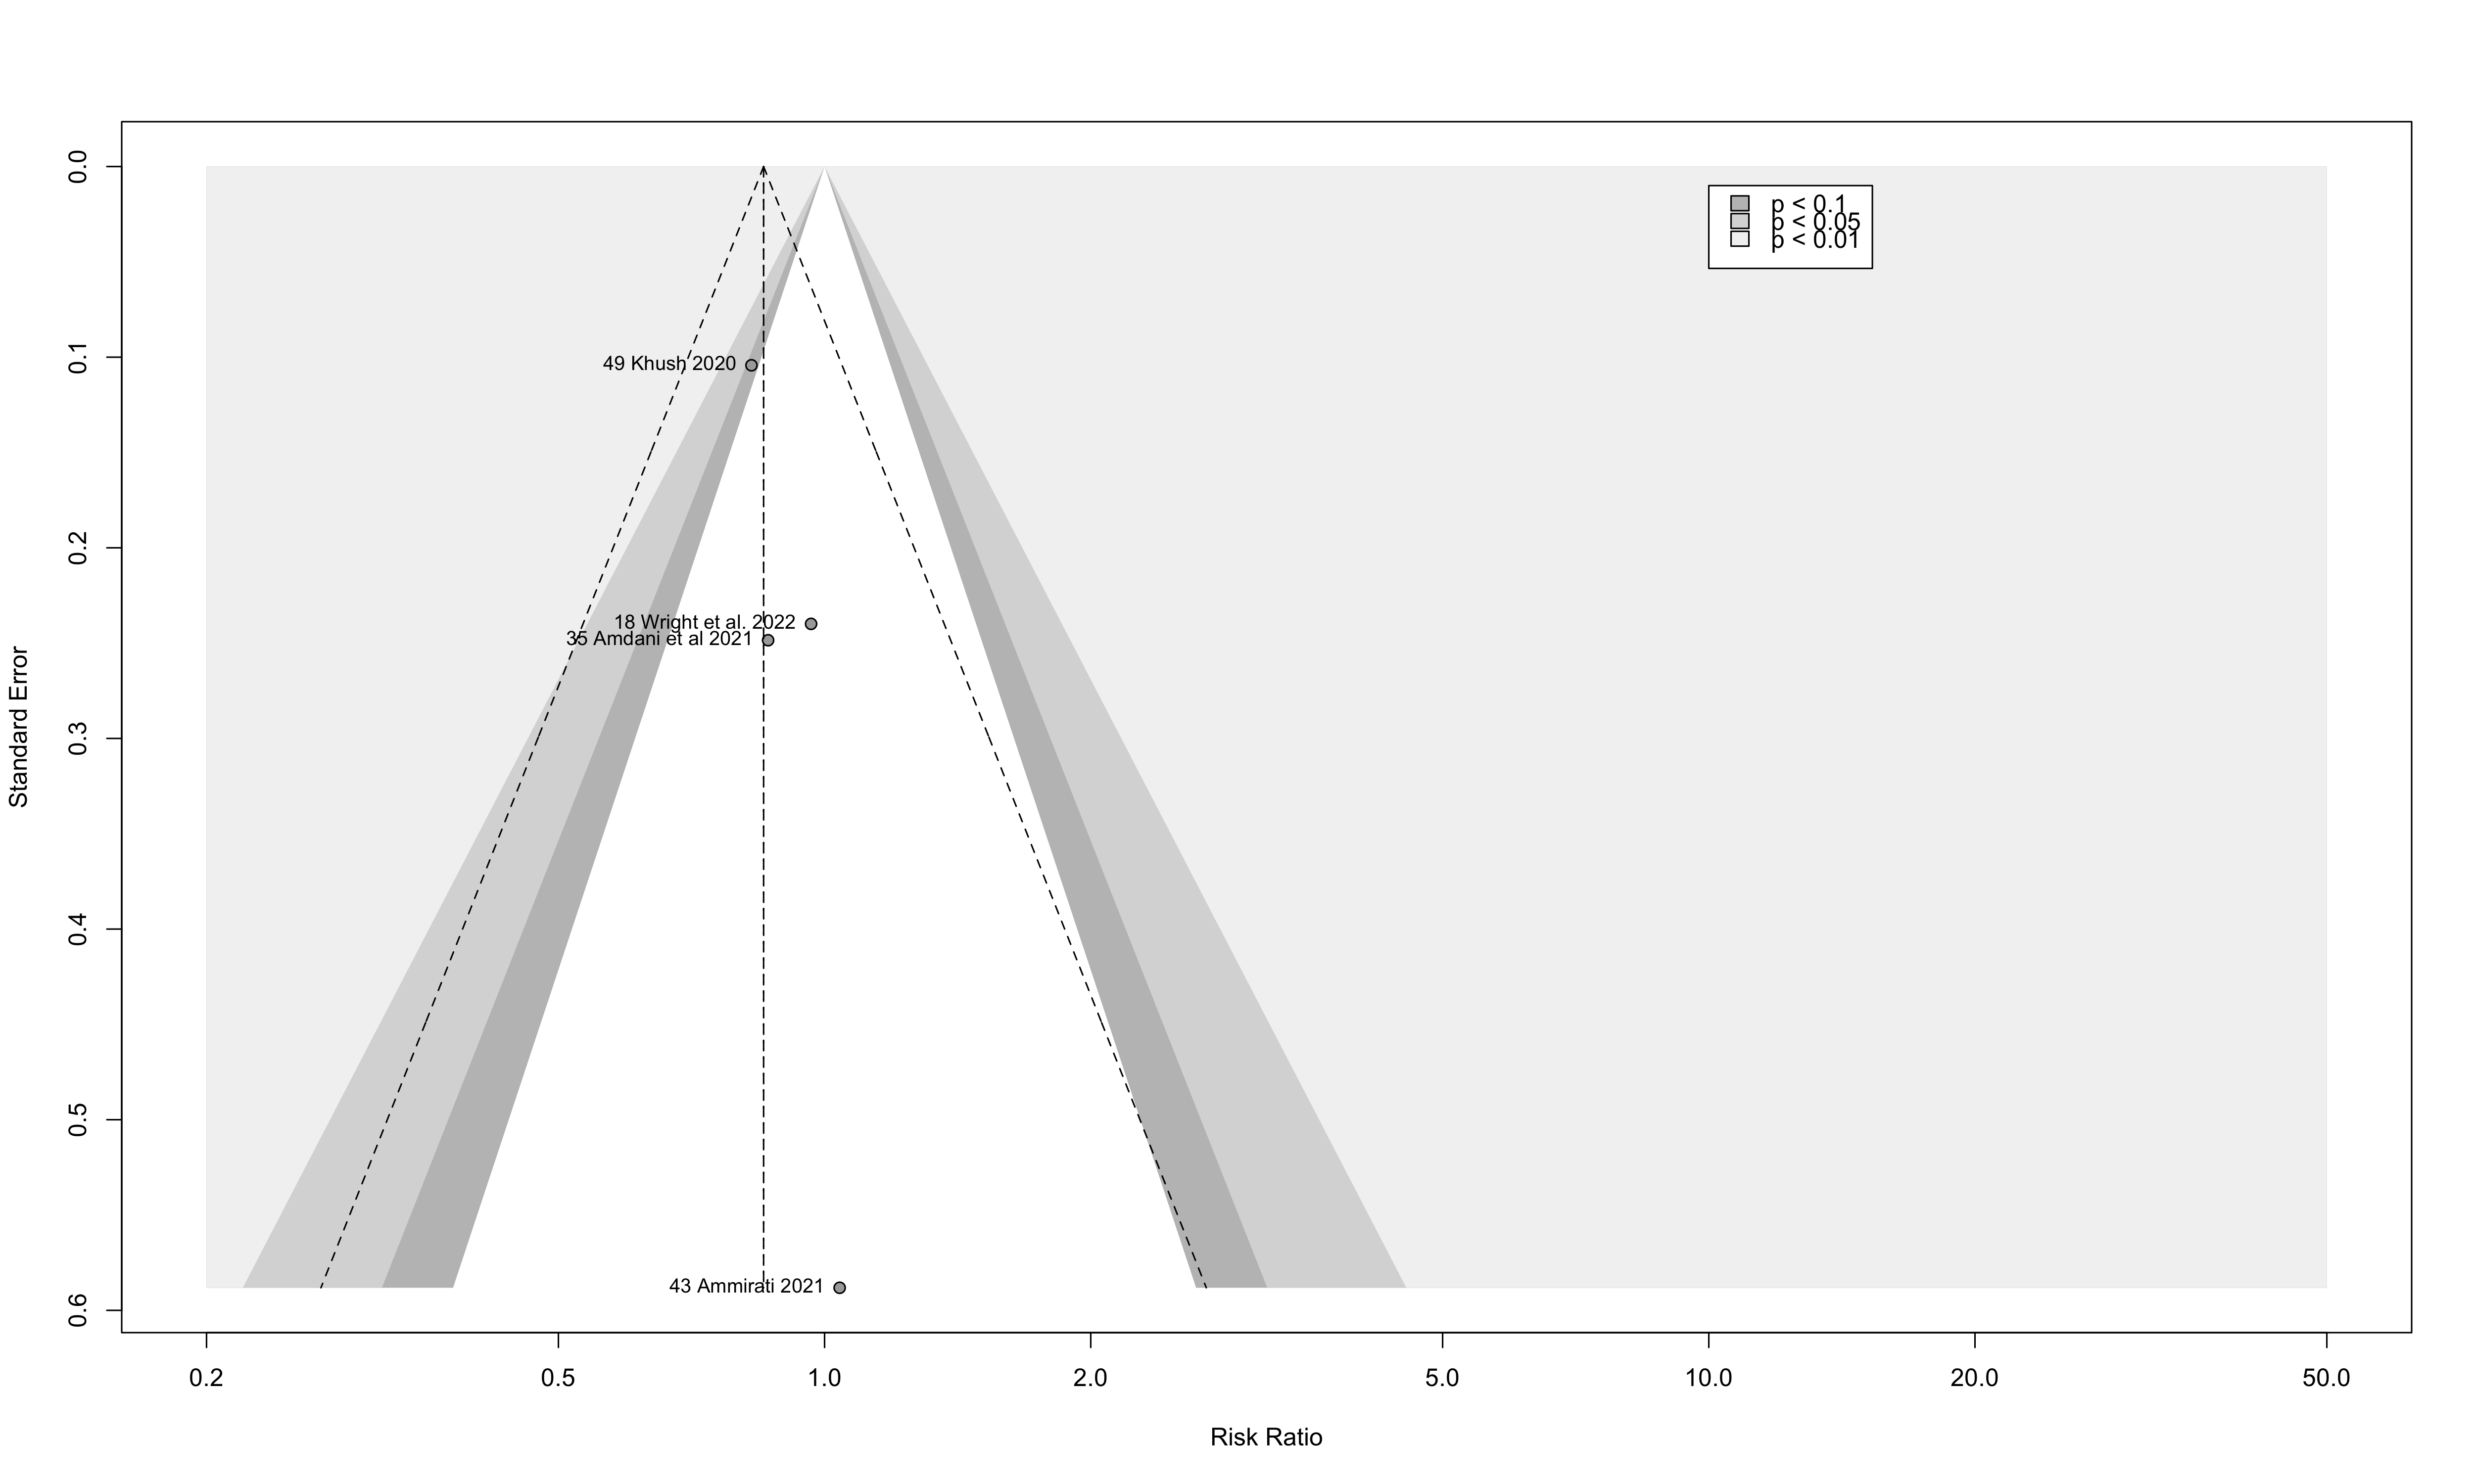 p < 0.1
p < 0.05
p < 0.01
0.0
0.1
0.2
0.3
0.4
0.5
0.6
Standard Error
49 Khush 2020
18 Wright et al. 2022
35 Amdani et al 2021
43 Ammirati 2021
0.2
0.5
1.0
2.0
5.0
10.0
20.0
50.0
Risk Ratio